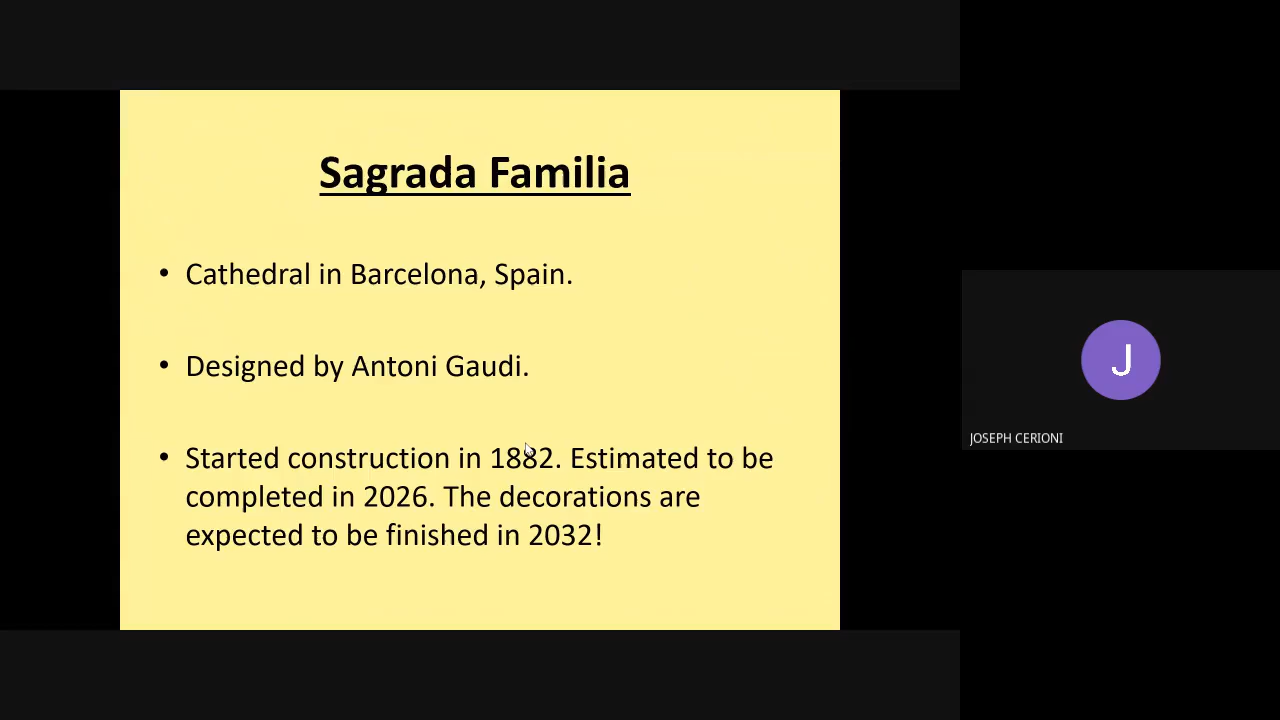 Sagrada Familia
• Cathedral in Barcelona, Spain.
• Designed by Antoni Gaudi.
• Started construction in 1882. Estimated to be
completed in 2026. The decorations are
expected to be finished in 2032!
J
JOSEPH CERIONI